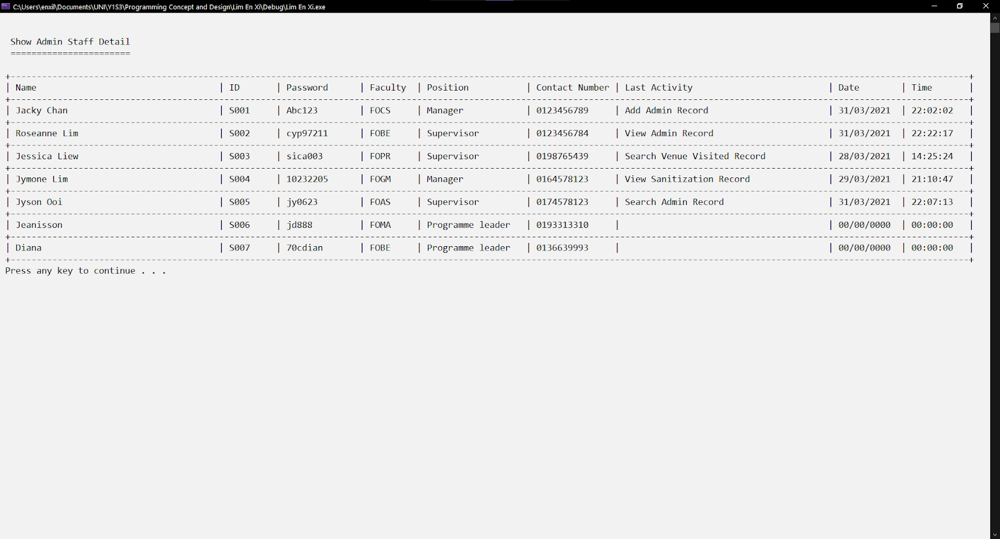 C:\Users\enxil\Documents\UNI\Y1S3\Programming Concept and Design\Lim En Xi\Debug\Lim En Xi.exe
Show Admin Staff Detail
=======================
| Name | ID | Password | Faculty | Position | Contact Number | Last Activity | Date | Time |
| Jacky Chan | S001 | Abc123 | FOCS | Manager | 0123456789 | Add Admin Record | 31/03/2021 | 22:02:02 |
| Roseanne Lim | S002 | cyp97211 | FOBE | Supervisor | 0123456784 | View Admin Record | 31/03/2021 | 22:22:17 |
| Jessica Liew | S003 | sica003 | FOPR | Supervisor | 0198765439 | Search Venue Visited Record | 28/03/2021 | 14:25:24 |
| Jymone Lim | S004 | 10232205 | FOGM | Manager | 0164578123 | View Sanitization Record | 29/03/2021 | 21:10:47 |
| Jyson Ooi | S005 | jy0623 | FOAS | Supervisor | 0174578123 | Search Admin Record | 31/03/2021 | 22:07:13 |
| Jeanisson | S006 | jd888 | FOMA | Programme leader | 0193313310 | | 00/00/0000 | 00:00:00 |
| Diana | S007 | 70cdian | FOBE | Programme leader | 0136639993 | | 00/00/0000 | 00:00:00 |
Press any key to continue . . .